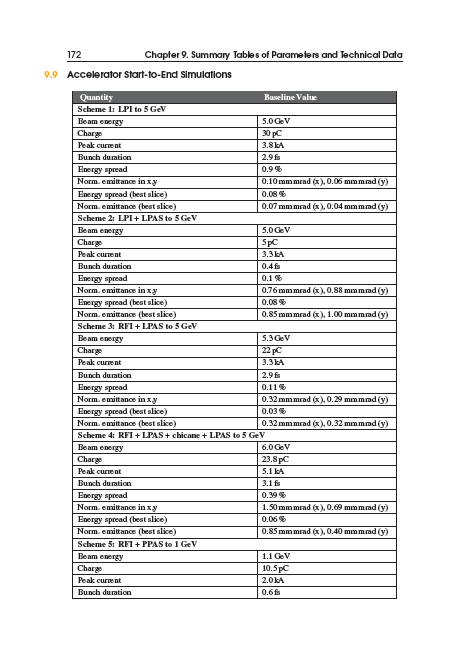 172 Chapter 9. Summary Tables of Parameters and Technical Data
9.9 Accelerator Start-to-End Simulations
Quantity Baseline Value
Scheme 1: LPI to 5 GeV
Beam energy 5.0 GeV
Charge 30 pC
Peak current 3.8 kA
Bunch duration 2.9 fs
Energy spread 0.9 %
Norm. emittance in x,y 0.10 mm mrad (x), 0.06 mm mrad (y)
Energy spread (best slice) 0.08 %
Norm. emittance (best slice) 0.07 mm mrad (x), 0.04 mm mrad (y)
Scheme 2: LPI + LPAS to 5 GeV
Beam energy 5.0 GeV
Charge 5 pC
Peak current 3.3 kA
Bunch duration 0.4 fs
Energy spread 0.1 %
Norm. emittance in x,y 0.76 mm mrad (x), 0.88 mm mrad (y)
Energy spread (best slice) 0.08 %
Norm. emittance (best slice) 0.85 mm mrad (x), 1.00 mm mrad (y)
Scheme 3: RFI + LPAS to 5 GeV
Beam energy 5.3 GeV
Charge 22 pC
Peak current 3.3 kA
Bunch duration 2.9 fs
Energy spread 0.11 %
Norm. emittance in x,y 0.32 mm mrad (x), 0.29 mm mrad (y)
Energy spread (best slice) 0.03 %
Norm. emittance (best slice) 0.32 mm mrad (x), 0.32 mm mrad (y)
Scheme 4: RFI + LPAS + chicane + LPAS to 5 GeV
Beam energy 6.0 GeV
Charge 23.8 pC
Peak current 5.1 kA
Bunch duration 3.1 fs
Energy spread 0.39 %
Norm. emittance in x,y 1.50 mm mrad (x), 0.69 mm mrad (y)
Energy spread (best slice) 0.06 %
Norm. emittance (best slice) 0.85 mm mrad (x), 0.40 mm mrad (y)
Scheme 5: RFI + PPAS to 1 GeV
Beam energy 1.1 GeV
Charge 10.5 pC
Peak current 2.0 kA
Bunch duration 0.6 fs